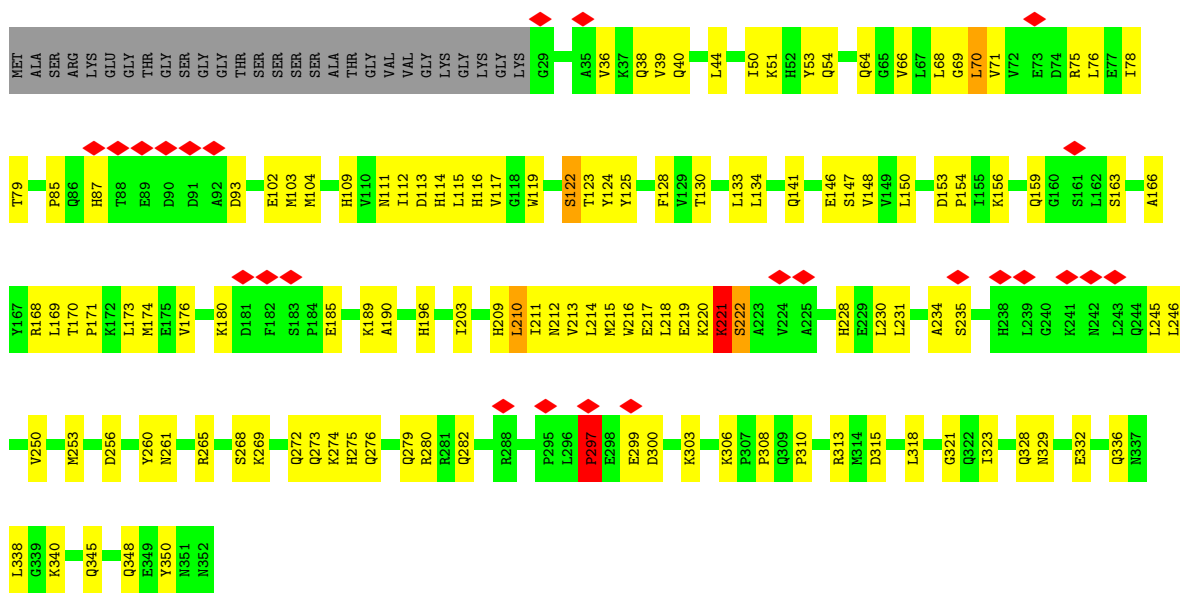 MET ALA SER ARG LYS GLU GLY THR GLY SER GLY GLY THR SER SER SER SER ALA THR GLY VAL VAL GLY LYS GLY LYS GLY LYS G29 A35 V36 K37 Q38 V39 Q40 L44 I50 K51 H52 Y53 Q54 Q64 G65 V66 L67 L68 G69 L70 V71 V72 E73 D74 R75 L76 E77 I78
T79 P85 Q86 H87 T88 E89 D90 D91 A92 D93 E102 M103 M104 H109 V110 N111 I112 D113 H114 L115 H116 V117 G118 W119 S122 T123 Y124 Y125 F128 V129 T130 L133 L134 Q141 E146 S147 V148 V149 L150 D153 P154 I155 K156 Q159 G160 S161 L162 S163 A166
Y167 R168 L169 T170 P171 K172 L173 M174 E175 V176 K180 D181 F182 S183 P184 E185 K189 A190 H196 I203 H209 L210 I211 N212 V213 L214 M215 W216 E217 L218 E219 K220 K221 S222 A223 V224 A225 H228 E229 L230 L231 A234 S235 H238 L239 G240 K241 N242 L243 Q244 L245 L246
V250 M253 D256 Y260 N261 R265 S268 K269 Q272 Q273 K274 H275 Q276 Q279 R280 R281 Q282 R288 P295 L296 P297 E298 E299 D300 K303 K306 P307 P308 Q309 P310 R313 M314 D315 L318 G321 Q322 I323 Q328 N329 E332 Q336 N337
L338 G339 K340 Q345 Q348 E349 Y350 N351 N352